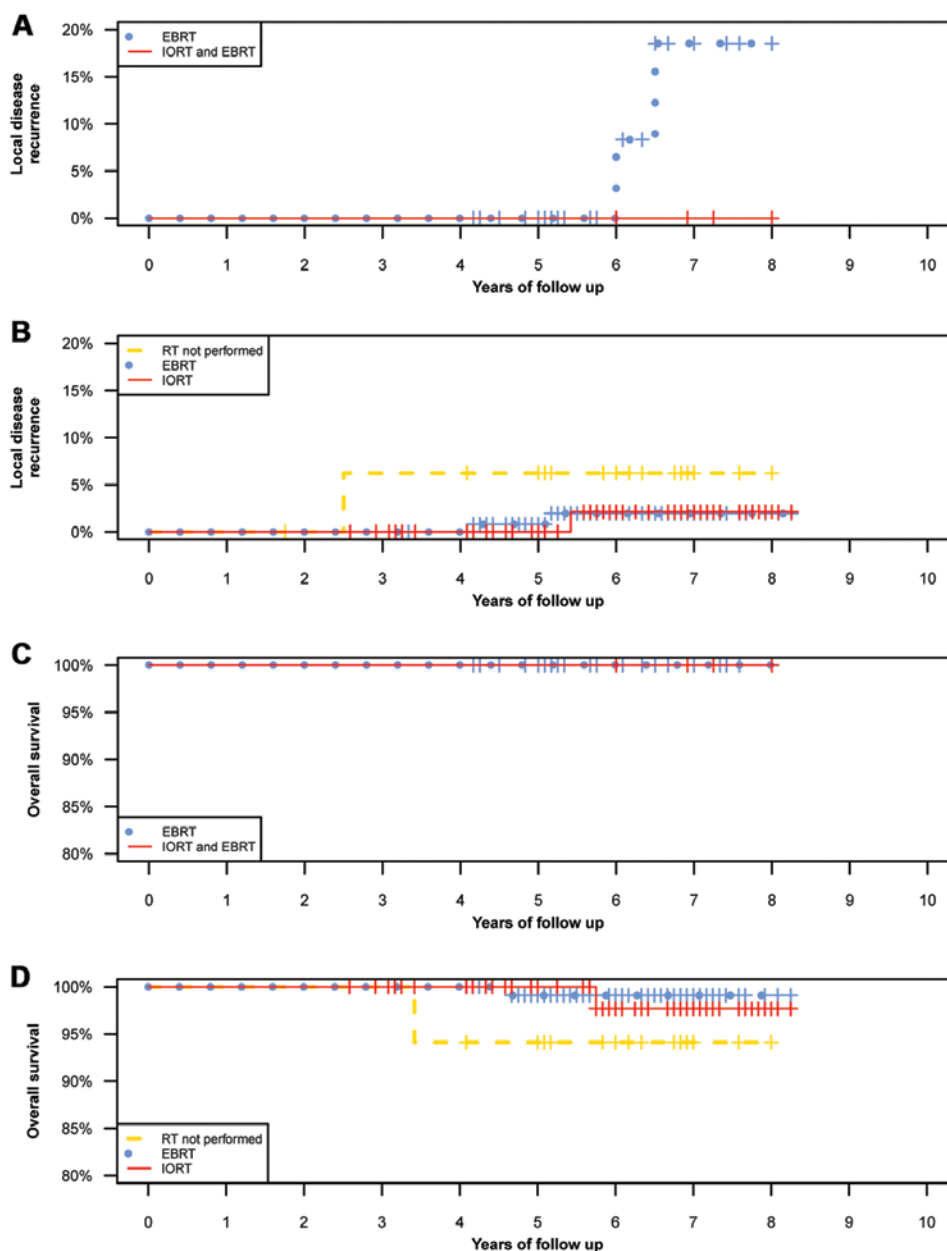 A
EBRT
IORT and EBRT
Local disease
recurrence
20%
15%
10%
5%
0%
0 1 2 3 4 5 6 7 8 9 10
Years of follow up
B
RT not performed
EBRT
IORT
Local disease
recurrence
20%
15%
10%
5%
0%
0 1 2 3 4 5 6 7 8 9 10
Years of follow up
C
Overall survival
100%
95%
90%
85%
80%
EBRT
IORT and EBRT
0 1 2 3 4 5 6 7 8 9 10
Years of follow up
D
Overall survival
100%
95%
90%
85%
80%
RT not performed
EBRT
IORT
0 1 2 3 4 5 6 7 8 9 10
Years of follow up